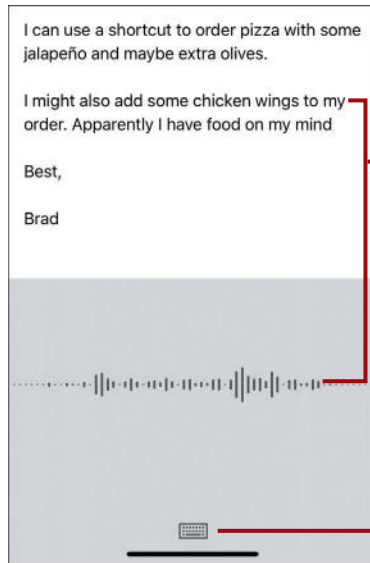 I can use a shortcut to order pizza with some
jalapeño and maybe extra olives.
I might also add some chicken wings to my
order. Apparently I have food on my mind
Best,
Brad